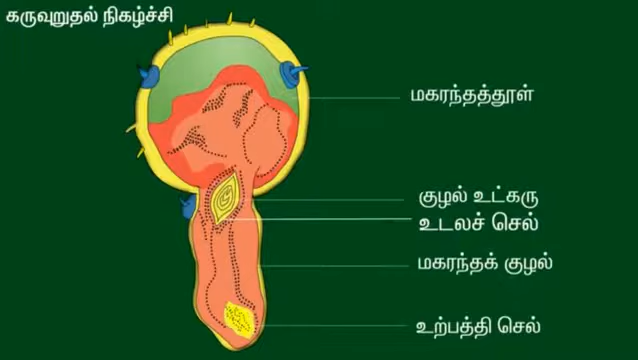 கருவுறுதல் நிகழ்ச்சி
மகரந்தத்தூள்
குழல் உட்கரு
உடலச் செல்
மகரந்தக் குழல்
உற்பத்தி செல்